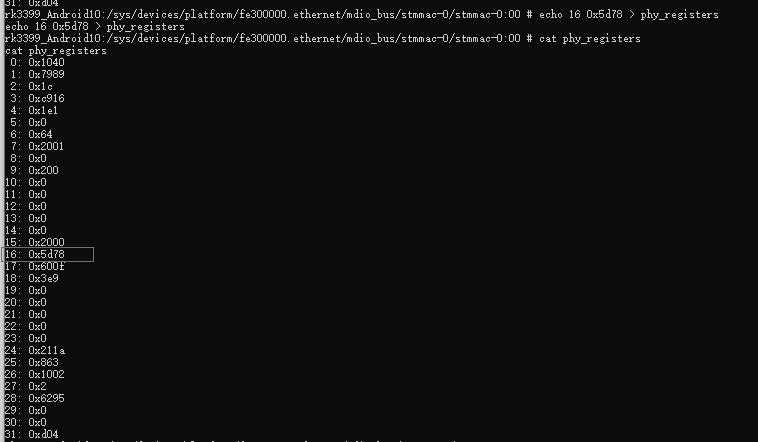 31: 0xd04
rk3399_Android10:/sys/devices/platform/fe300000.ethernet/mdio_bus/stmmac-0/stmmac-0:00 # echo 16 0x5d78 > phy_registers
echo 16 0x5d78 > phy_registers
rk3399_Android10:/sys/devices/platform/fe300000.ethernet/mdio_bus/stmmac-0/stmmac-0:00 # cat phy_registers
cat phy_registers
0: 0x1040
1: 0x7989
2: 0x1c
3: 0xc916
4: 0x1e1
5: 0x0
6: 0x64
7: 0x2001
8: 0x0
9: 0x200
10: 0x0
11: 0x0
12: 0x0
13: 0x0
14: 0x0
15: 0x2000
16: 0x5d78
17: 0x600f
18: 0x3e9
19: 0x0
20: 0x0
21: 0x0
22: 0x0
23: 0x0
24: 0x211a
25: 0x863
26: 0x1002
27: 0x2
28: 0x6295
29: 0x0
30: 0x0
31: 0xd04